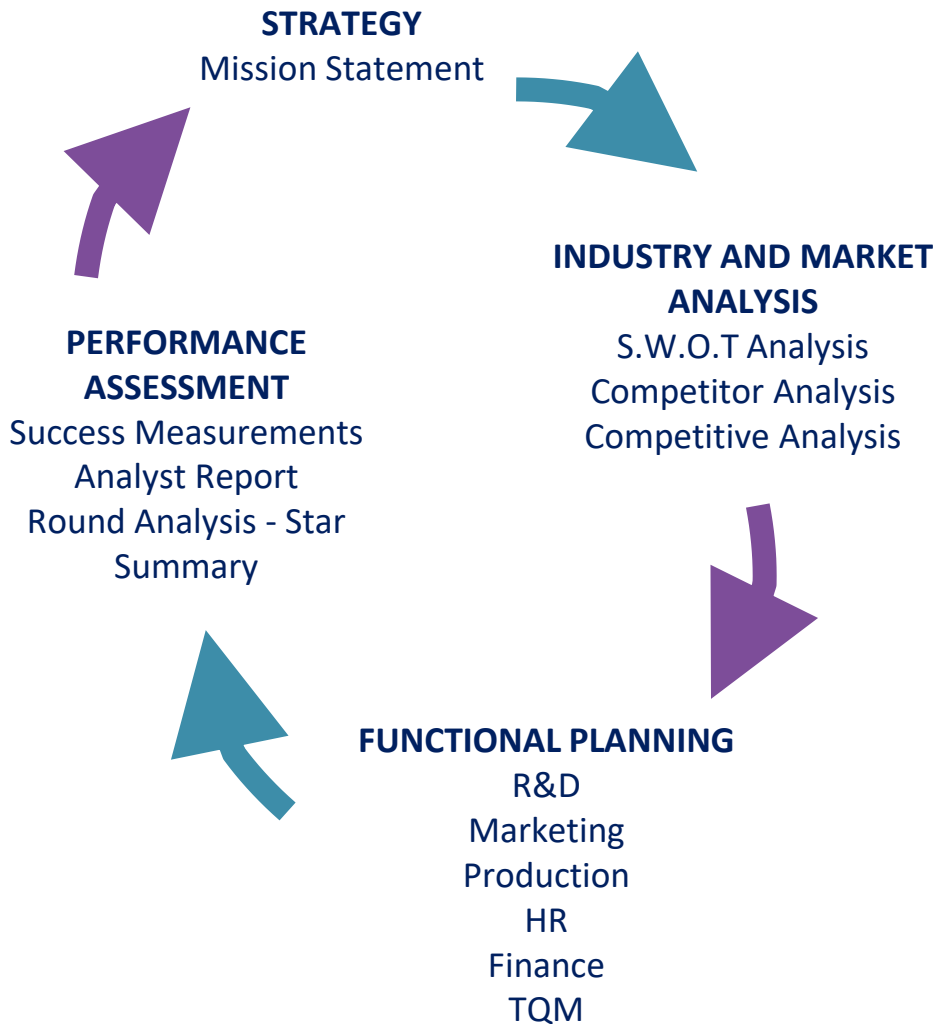 STRATEGY
Mission Statement
INDUSTRY AND MARKET
ANALYSIS
S.W.O.T Analysis
Competitor Analysis
Competitive Analysis
FUNCTIONAL PLANNING
R&D
Marketing
Production
HR
Finance
TQM
PERFORMANCE
ASSESSMENT
Success Measurements
Analyst Report
Round Analysis - Star
Summary